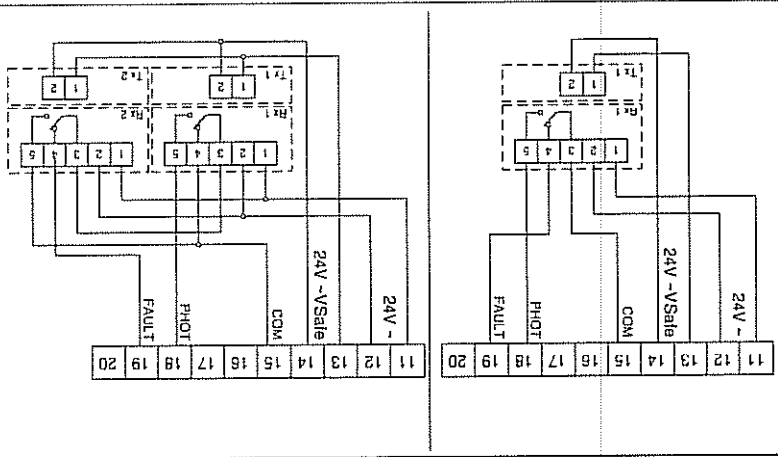 11 12 13 14 15 16 17 18 19 20
24V ~
24V ~VSafe
COM
PHOT
FAULT
1 2 3 4 5
Rx 1
1 2
Tx 1
11 12 13 14 15 16 17 18 19 20
24V ~
24V ~VSafe
COM
PHOT
FAULT
1 2 3 4 5
1 2 3 4 5
Rx 1
Rx 2
1 2
1 2
Tx 1
Tx 2